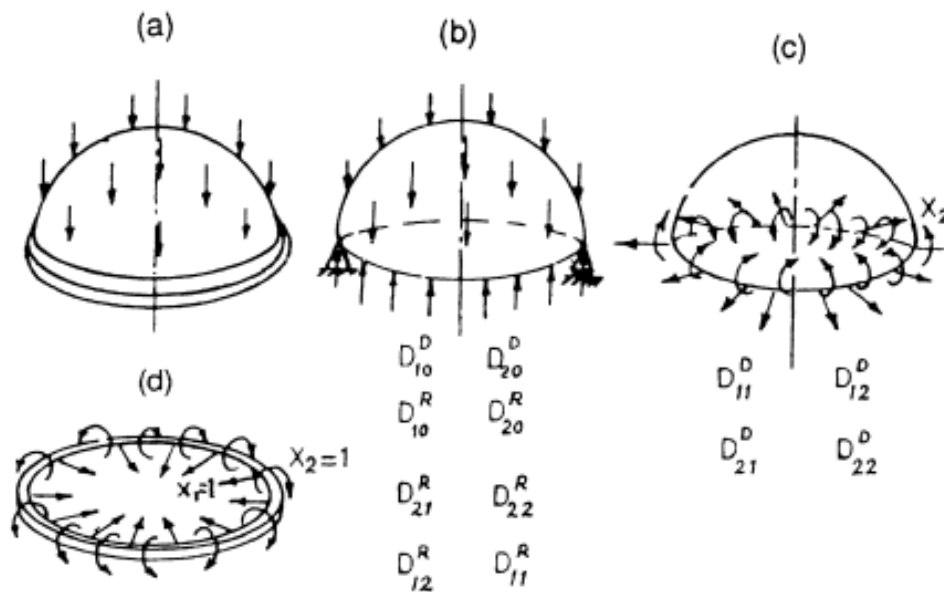 (a)
(b)
(c)
X₂
(d)
X₂=1
X₁=1
D₁₀ᴰ D₂₀ᴰ
D₁₀ᴿ D₂₀ᴿ
D₂₁ᴿ D₂₂ᴿ
D₁₂ᴿ D₁₁ᴿ
D₁₁ᴰ D₁₂ᴰ
D₂₁ᴰ D₂₂ᴰ